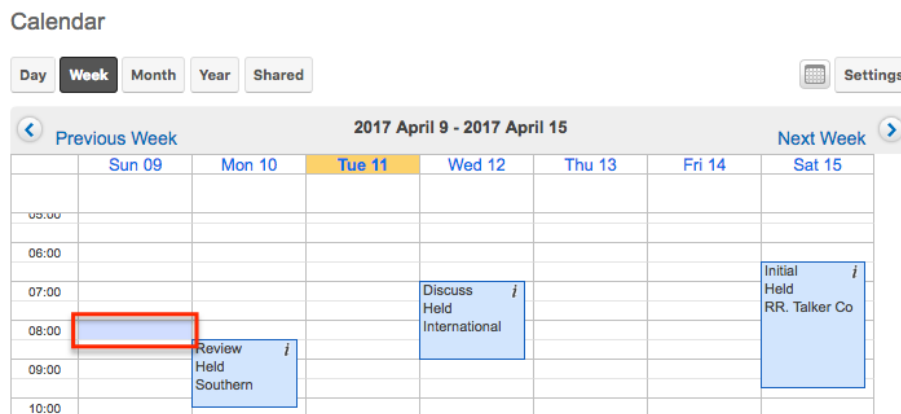 Calendar
Day Week Month Year Shared Settings
Previous Week 2017 April 9 - 2017 April 15 Next Week
Sun 09 Mon 10 Tue 11 Wed 12 Thu 13 Fri 14 Sat 15
05:00
06:00
Initial i
07:00 Discuss i Held
Held RR. Talker Co
08:00 International
Review i
09:00 Held
Southern
10:00